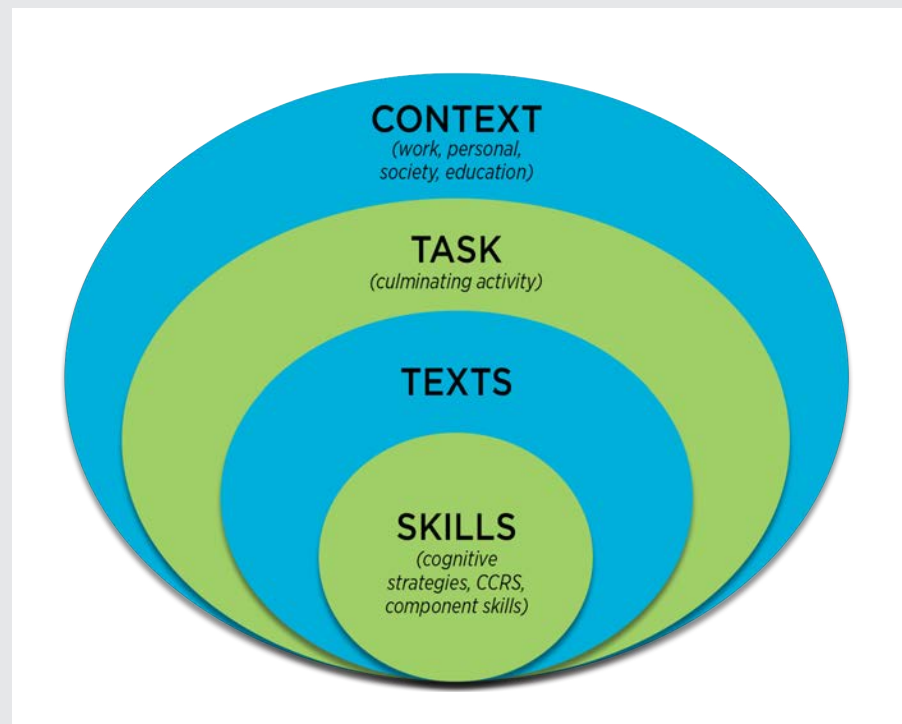 CONTEXT
(work, personal,
society, education)
TASK
(culminating activity)
TEXTS
SKILLS
(cognitive
strategies, CCRS,
component skills)